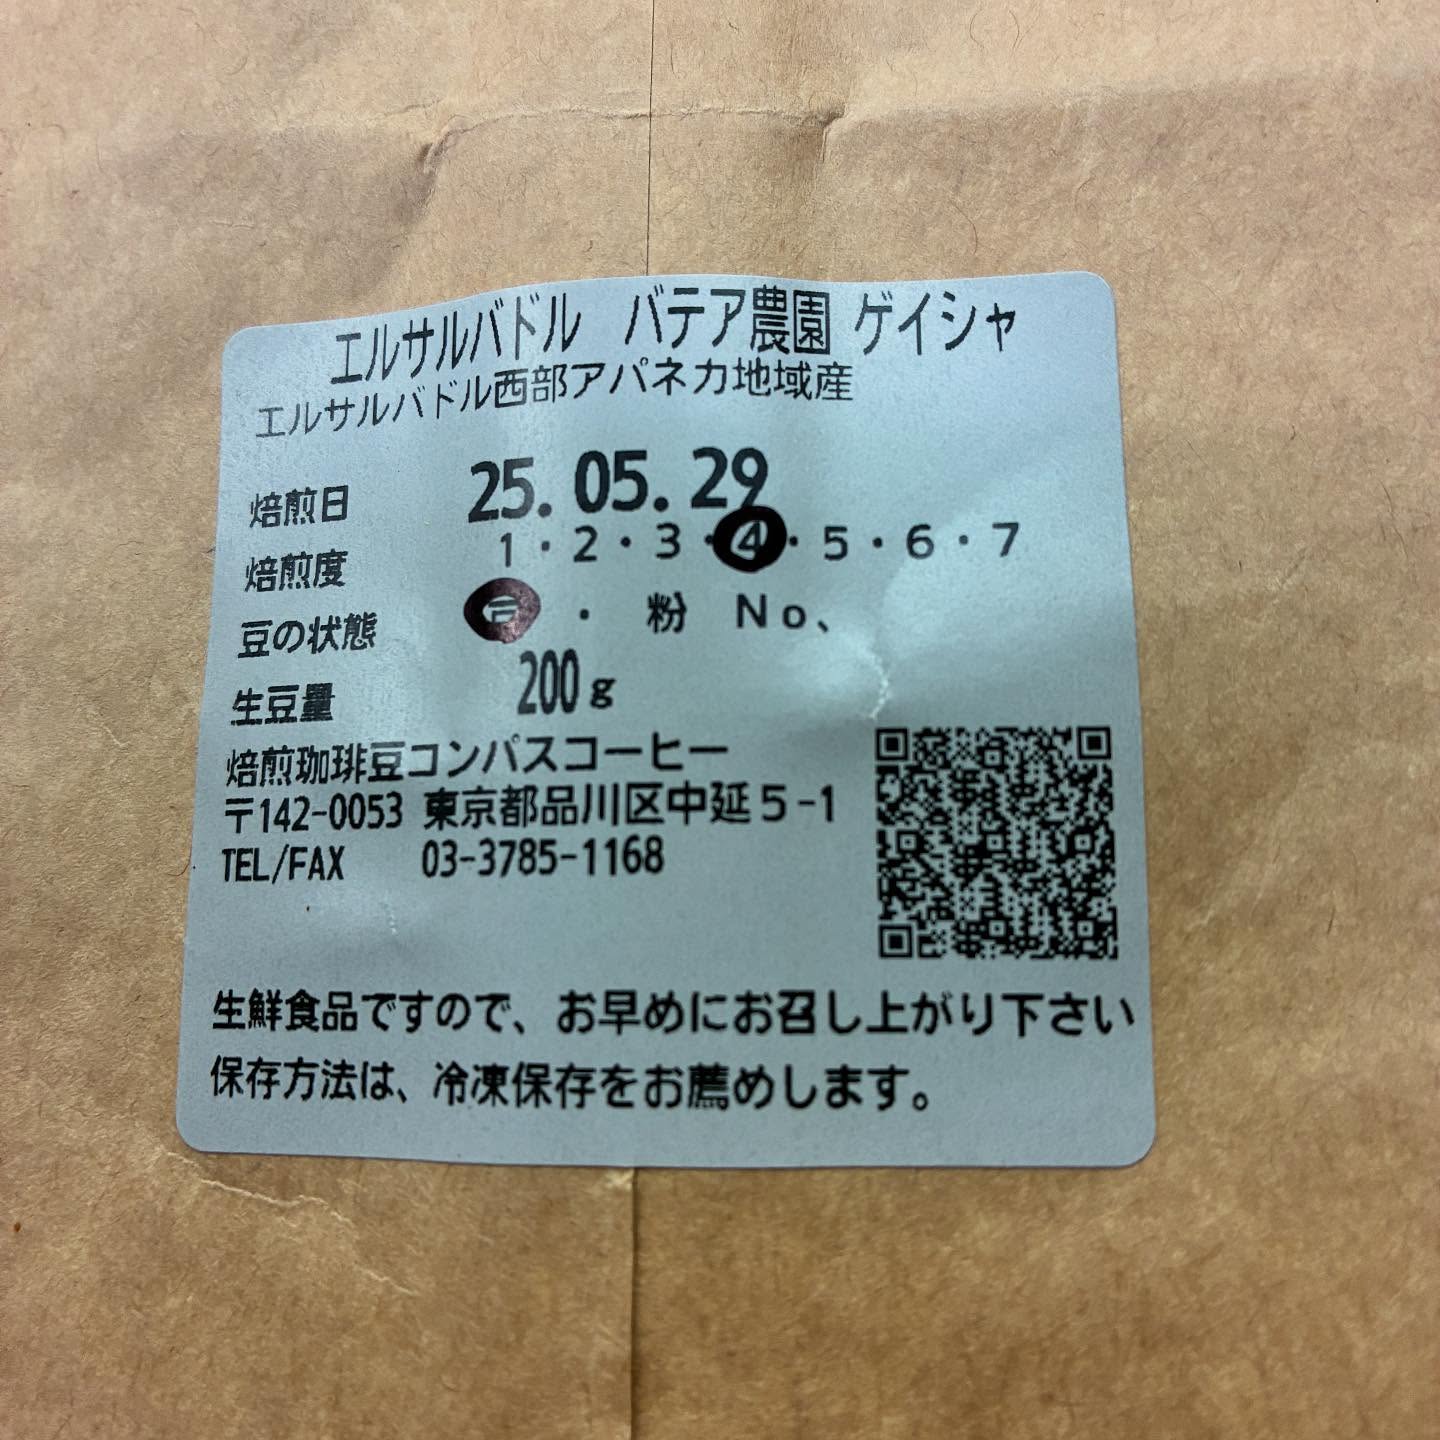 エルサルバドル　バテア農園 ゲイシャ
エルサルバドル西部アパネカ地域産
焙煎日 25. 05. 29
焙煎度 1・2・3・4・5・6・7
豆の状態 豆 ・ 粉 No、
生豆量 200g
焙煎珈琲豆コンパスコーヒー
〒142-0053 東京都品川区中延5-1
TEL/FAX 03-3785-1168
生鮮食品ですので、お早めにお召し上がり下さい
保存方法は、冷凍保存をお薦めします。